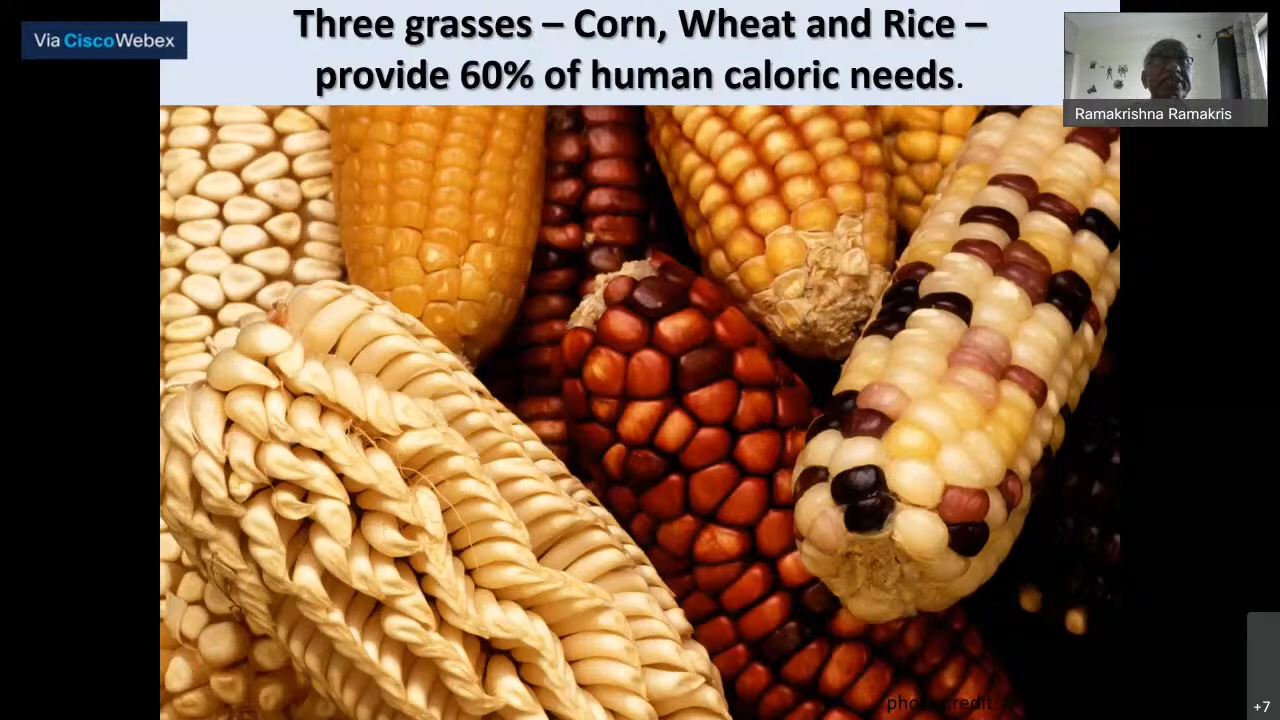 Via CiscoWebex
Three grasses – Corn, Wheat and Rice –
provide 60% of human caloric needs.
Ramakrishna Ramakris
photo credit
+7